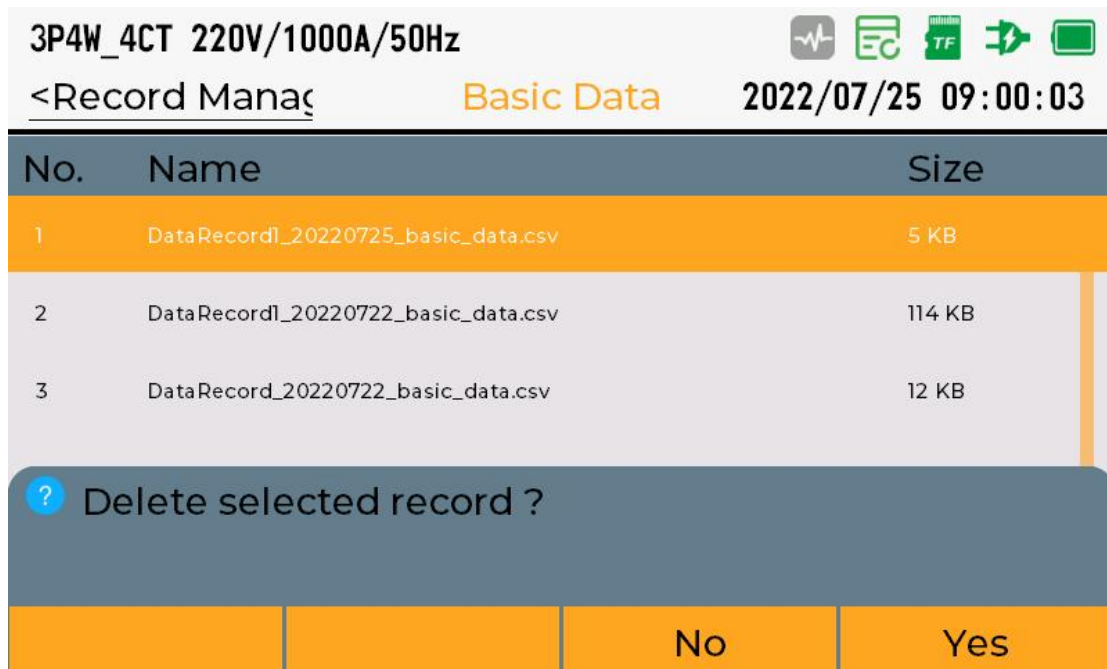 3P4W_4CT 220V/1000A/50Hz TF
<Record Manag Basic Data 2022/07/25 09:00:03
No. Name Size
1 DataRecord1_20220725_basic_data.csv 5 KB
2 DataRecord1_20220722_basic_data.csv 114 KB
3 DataRecord_20220722_basic_data.csv 12 KB
? Delete selected record ?
No Yes